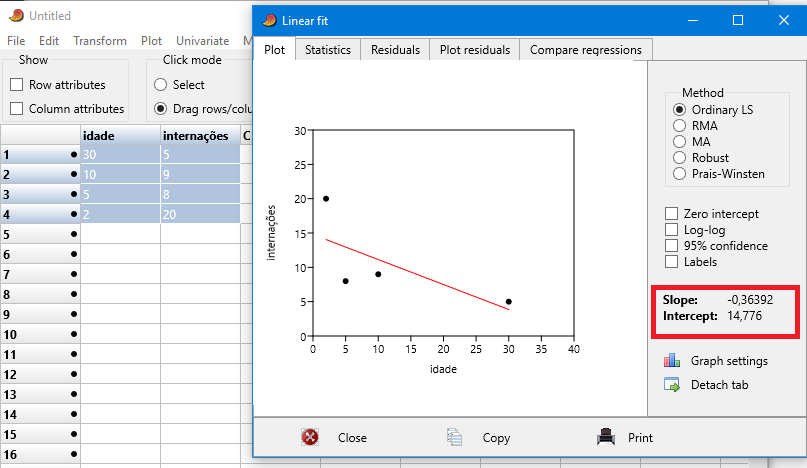 Untitled
File Edit Transform Plot Univariate M
Show
Row attributes
Column attributes
Click mode
Select
Drag rows/colu
idade internações C
1 30 5
2 10 9
3 5 8
4 2 20
5
6
7
8
9
10
11
12
13
14
15
16
Linear fit
Plot Statistics Residuals Plot residuals Compare regressions
30
25
20
15
10
5
0
internações
0 5 10 15 20 25 30 35 40
idade
Method
Ordinary LS
RMA
MA
Robust
Prais-Winsten
Zero intercept
Log-log
95% confidence
Labels
Slope: -0,36392
Intercept: 14,776
Graph settings
Detach tab
Close Copy Print